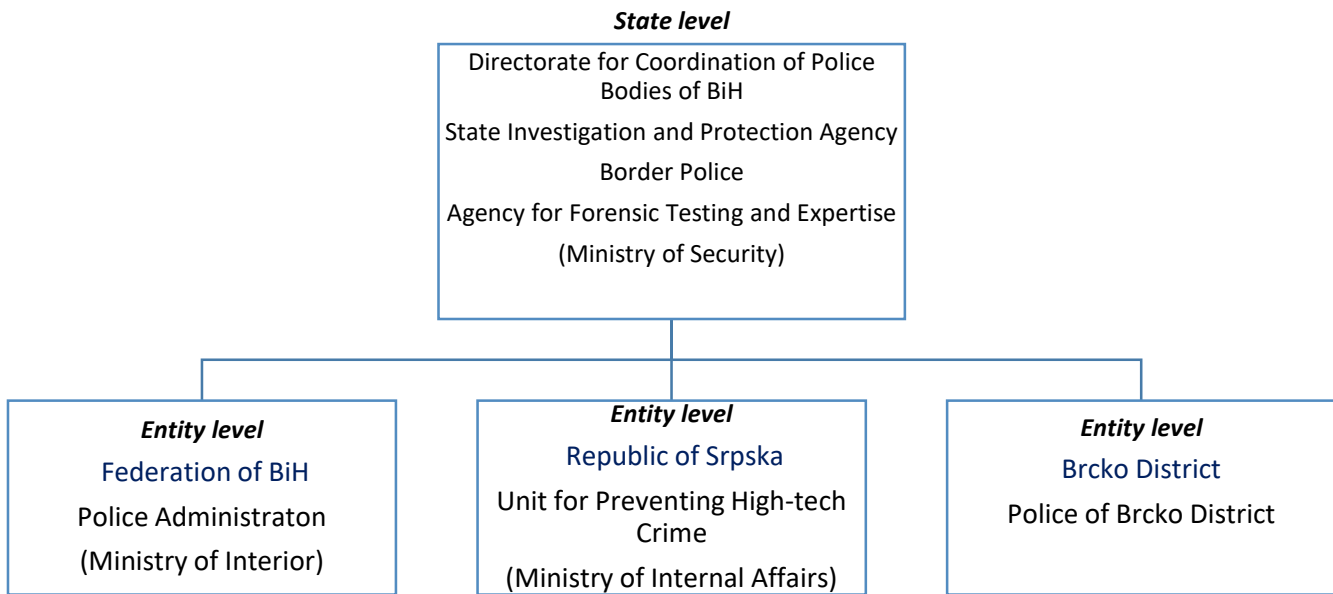 State level
Directorate for Coordination of Police
Bodies of BiH
State Investigation and Protection Agency
Border Police
Agency for Forensic Testing and Expertise
(Ministry of Security)
Entity level
Federation of BiH
Police Administraton
(Ministry of Interior)
Entity level
Republic of Srpska
Unit for Preventing High-tech
Crime
(Ministry of Internal Affairs)
Entity level
Brcko District
Police of Brcko District